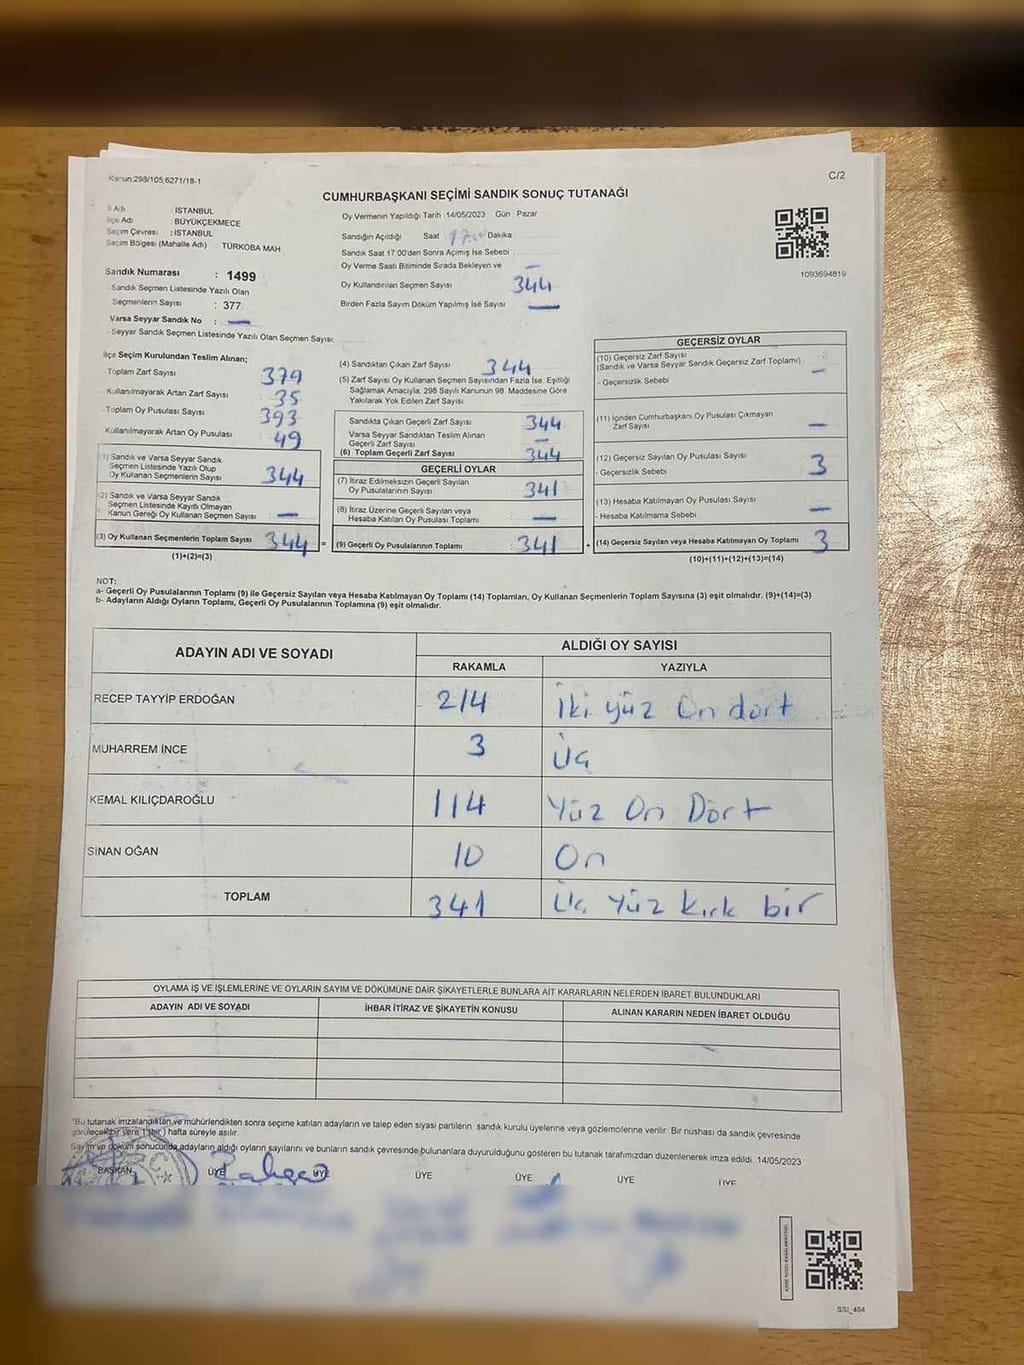 Kanun:298/105,6271/18-1
C/2
CUMHURBAŞKANI SEÇİMİ SANDIK SONUÇ TUTANAĞI
İl Adı : İSTANBUL
İlçe Adı : BÜYÜKÇEKMECE
Seçim Çevresi : İSTANBUL
Seçim Bölgesi (Mahalle Adı) : TÜRKOBA MAH
Oy Vermenin Yapıldığı Tarih 14/05/2023 Gün : Pazar
Sandığın Açıldığı Saat 17.00 Dakika
Sandık Saat 17:00'den Sonra Açımış İse Sebebi
Oy Verme Saati Bitiminde Sırada Bekleyen ve
Oy Kullandırılan Seçmen Sayısı 344
Birden Fazla Sayım Döküm Yapılmış İse Sayısı —
1093694819
Sandık Numarası : 1499
- Sandık Seçmen Listesinde Yazılı Olan
Seçmenlerin Sayısı : 377
Varsa Seyyar Sandık No : —
- Seyyar Sandık Seçmen Listesinde Yazılı Olan Seçmen Sayısı:
İlçe Seçim Kurulundan Teslim Alınan;
- Toplam Zarf Sayısı 379
- Kullanılmayarak Artan Zarf Sayısı 35
- Toplam Oy Pusulası Sayısı 393
- Kullanılmayarak Artan Oy Pusulası 49
(1) Sandık ve Varsa Seyyar Sandık
Seçmen Listesinde Yazılı Olup
Oy Kullanan Seçmenlerin Sayısı 344
(2) Sandık ve Varsa Seyyar Sandık
Seçmen Listesinde Kayıtlı Olmayan
Kanun Gereği Oy Kullanan Seçmen Sayısı —
(3) Oy Kullanan Seçmenlerin Toplam Sayısı 344 =
(1)+(2)=(3)
(4) Sandıktan Çıkan Zarf Sayısı 344
(5) Zarf Sayısı Oy Kullanan Seçmen Sayısından Fazla İse, Eşitliği
Sağlamak Amacıyla, 298 Sayılı Kanunun 98. Maddesine Göre
Yakılarak Yok Edilen Zarf Sayısı
Sandıkta Çıkan Geçerli Zarf Sayısı 344
Varsa Seyyar Sandıktan Teslim Alınan
Geçerli Zarf Sayısı —
(6) Toplam Geçerli Zarf Sayısı 344
GEÇERLİ OYLAR
(7) İtiraz Edilmeksizin Geçerli Sayılan
Oy Pusulalarının Sayısı 341
(8) İtiraz Üzerine Geçerli Sayılan veya
Hesaba Katılan Oy Pusulası Toplamı —
(9) Geçerli Oy Pusulalarının Toplamı 341 +
GEÇERSİZ OYLAR
(10) Geçersiz Zarf Sayısı
(Sandık ve Varsa Seyyar Sandık Geçersiz Zarf Toplamı) —
- Geçersizlik Sebebi
(11) İçinden Cumhurbaşkanı Oy Pusulası Çıkmayan
Zarf Sayısı —
(12) Geçersiz Sayılan Oy Pusulası Sayısı 3
- Geçersizlik Sebebi
(13) Hesaba Katılmayan Oy Pusulası Sayısı —
- Hesaba Katılmama Sebebi
(14) Geçersiz Sayılan veya Hesaba Katılmayan Oy Toplamı 3
(10)+(11)+(12)+(13)=(14)
NOT:
a- Geçerli Oy Pusulalarının Toplamı (9) ile Geçersiz Sayılan veya Hesaba Katılmayan Oy Toplamı (14) Toplamları, Oy Kullanan Seçmenlerin Toplam Sayısına (3) eşit olmalıdır. (9)+(14)=(3)
b- Adayların Aldığı Oyların Toplamı, Geçerli Oy Pusulalarının Toplamına (9) eşit olmalıdır.
ADAYIN ADI VE SOYADI ALDIĞI OY SAYISI
RAKAMLA YAZIYLA
RECEP TAYYİP ERDOĞAN 214 İki yüz On dört
MUHARREM İNCE 3 Üç
KEMAL KILIÇDAROĞLU 114 Yüz On Dört
SİNAN OĞAN 10 On
TOPLAM 341 Üç Yüz kırk bir
OYLAMA İŞ VE İŞLEMLERİNE VE OYLARIN SAYIM VE DÖKÜMÜNE DAİR ŞİKAYETLERLE BUNLARA AİT KARARLARIN NELERDEN İBARET BULUNDUKLARI
ADAYIN ADI VE SOYADI İHBAR İTİRAZ VE ŞİKAYETİN KONUSU ALINAN KARARIN NEDEN İBARET OLDUĞU
*Bu tutanak imzalandıktan ve mühürlendikten sonra seçime katılan adayların ve talep eden siyasi partilerin sandık kurulu üyelerine veya gözlemcilerine verilir. Bir nüshası da sandık çevresinde
görülecek bir yere 1 (bir) hafta süreyle asılır.
Sayım ve döküm sonucunda adayların aldığı oyların sayılarını ve bunların sandık çevresinde bulunanlara duyurulduğunu gösteren bu tutanak tarafımızdan düzenlenerek imza edildi. 14/05/2023
BAŞKAN ÜYE ÜYE ÜYE ÜYE ÜYE ÜYE
SSİ_404